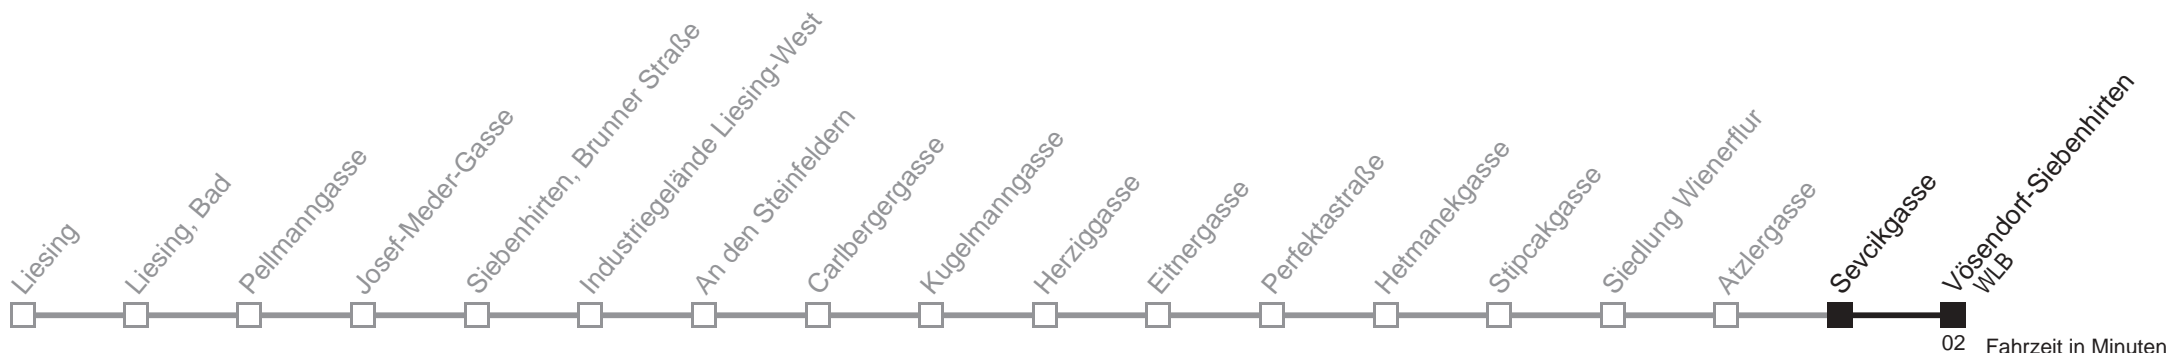 Liesing
Liesing, Bad
Pellmanngasse
Josef-Meder-Gasse
Siebenhirten, Brunner Straße
Industriegelände Liesing-West
An den Steinfeldern
Carlbergergasse
Kugelmanngasse
Herziggasse
Eitnergasse
Perfektastraße
Hetmanekgasse
Stipcakgasse
Siedlung Wienerflur
Atzlergasse
Sevcikgasse
Vösendorf-Siebenhirten
WLB
02 Fahrzeit in Minuten